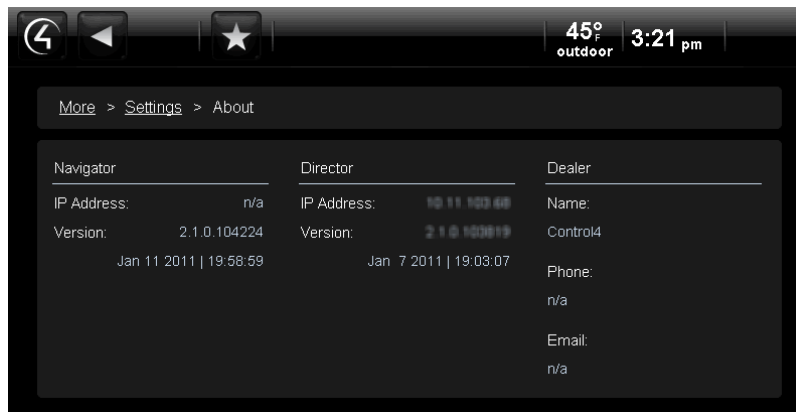 45°F
outdoor
3:21 pm
More > Settings > About
Navigator
IP Address: n/a
Version: 2.1.0.104224
Jan 11 2011 | 19:58:59
Director
IP Address:
Version:
Jan 7 2011 | 19:03:07
Dealer
Name:
Control4
Phone:
n/a
Email:
n/a